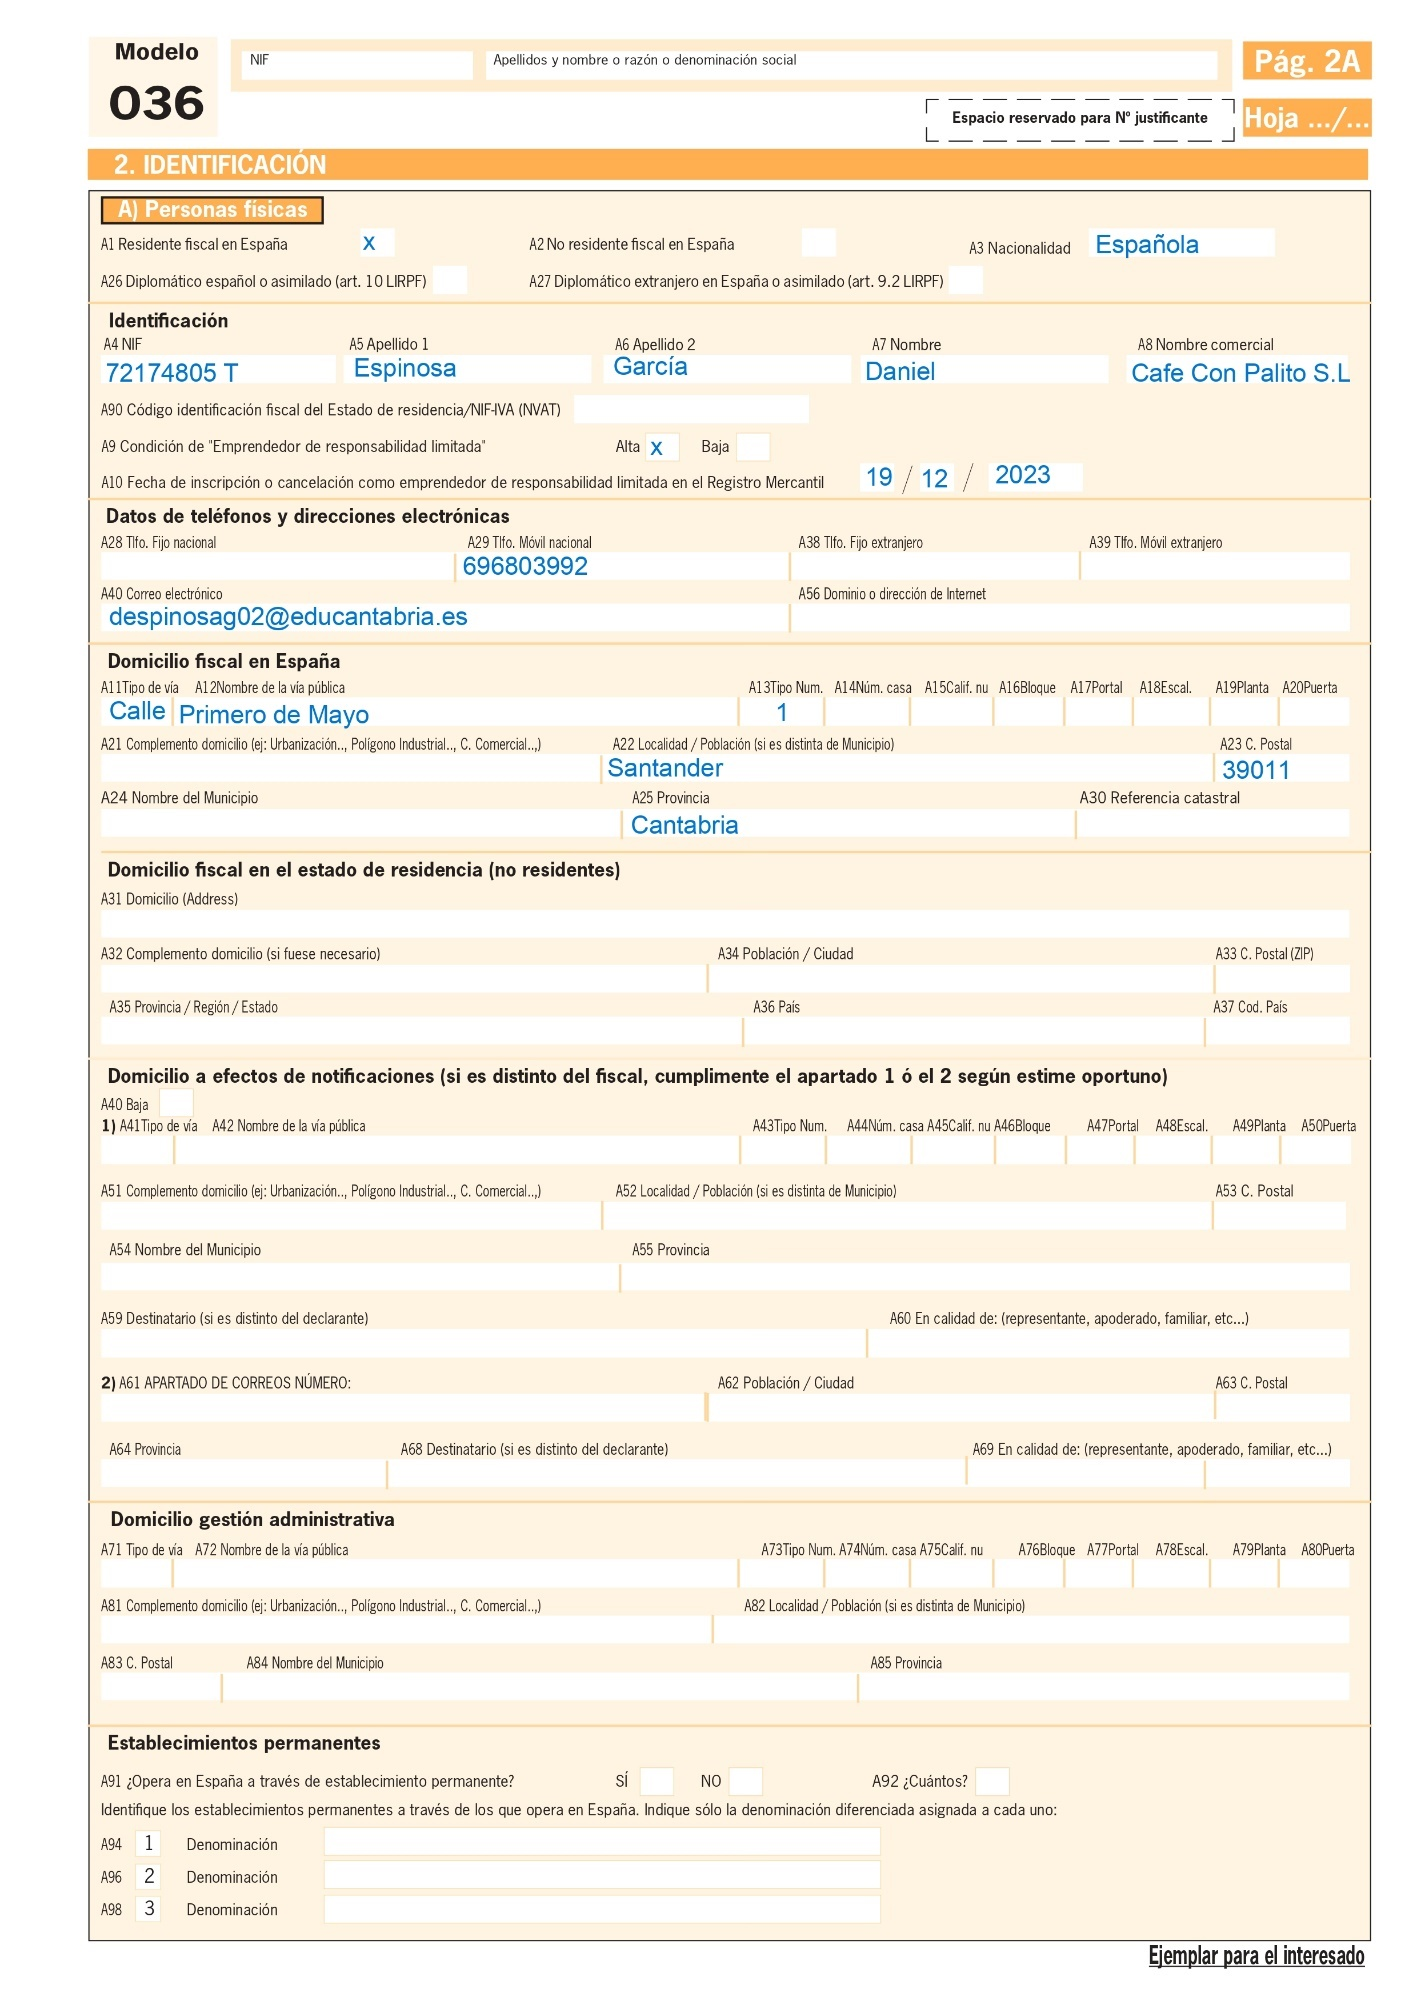 Modelo
036
NIF
Apellidos y nombre o razón o denominación social
Pág. 2A
Espacio reservado para Nº justificante
Hoja .../...
2. IDENTIFICACIÓN
A) Personas físicas
A1 Residente fiscal en España x A2 No residente fiscal en España A3 Nacionalidad Española
A26 Diplomático español o asimilado (art. 10 LIRPF) A27 Diplomático extranjero en España o asimilado (art. 9.2 LIRPF)
Identificación
A4 NIF A5 Apellido 1 A6 Apellido 2 A7 Nombre A8 Nombre comercial
72174805 T Espinosa García Daniel Cafe Con Palito S.L
A90 Código identificación fiscal del Estado de residencia/NIF-IVA (NVAT)
A9 Condición de "Emprendedor de responsabilidad limitada" Alta x Baja
A10 Fecha de inscripción o cancelación como emprendedor de responsabilidad limitada en el Registro Mercantil 19 / 12 / 2023
Datos de teléfonos y direcciones electrónicas
A28 Tlfo. Fijo nacional A29 Tlfo. Móvil nacional A38 Tlfo. Fijo extranjero A39 Tlfo. Móvil extranjero
696803992
A40 Correo electrónico A56 Dominio o dirección de Internet
despinosag02@educantabria.es
Domicilio fiscal en España
A11Tipo de vía A12Nombre de la vía pública A13Tipo Num. A14Núm. casa A15Calif. nu A16Bloque A17Portal A18Escal. A19Planta A20Puerta
Calle Primero de Mayo 1
A21 Complemento domicilio (ej: Urbanización.., Polígono Industrial.., C. Comercial..,) A22 Localidad / Población (si es distinta de Municipio) A23 C. Postal
Santander 39011
A24 Nombre del Municipio A25 Provincia A30 Referencia catastral
Cantabria
Domicilio fiscal en el estado de residencia (no residentes)
A31 Domicilio (Address)
A32 Complemento domicilio (si fuese necesario) A34 Población / Ciudad A33 C. Postal (ZIP)
A35 Provincia / Región / Estado A36 País A37 Cod. País
Domicilio a efectos de notificaciones (si es distinto del fiscal, cumplimente el apartado 1 ó el 2 según estime oportuno)
A40 Baja
1) A41Tipo de vía A42 Nombre de la vía pública A43Tipo Num. A44Núm. casa A45Calif. nu A46Bloque A47Portal A48Escal. A49Planta A50Puerta
A51 Complemento domicilio (ej: Urbanización.., Polígono Industrial.., C. Comercial..,) A52 Localidad / Población (si es distinta de Municipio) A53 C. Postal
A54 Nombre del Municipio A55 Provincia
A59 Destinatario (si es distinto del declarante) A60 En calidad de: (representante, apoderado, familiar, etc...)
2) A61 APARTADO DE CORREOS NÚMERO: A62 Población / Ciudad A63 C. Postal
A64 Provincia A68 Destinatario (si es distinto del declarante) A69 En calidad de: (representante, apoderado, familiar, etc...)
Domicilio gestión administrativa
A71 Tipo de vía A72 Nombre de la vía pública A73Tipo Num. A74Núm. casa A75Calif. nu A76Bloque A77Portal A78Escal. A79Planta A80Puerta
A81 Complemento domicilio (ej: Urbanización.., Polígono Industrial.., C. Comercial..,) A82 Localidad / Población (si es distinta de Municipio)
A83 C. Postal A84 Nombre del Municipio A85 Provincia
Establecimientos permanentes
A91 ¿Opera en España a través de establecimiento permanente? SÍ NO A92 ¿Cuántos?
Identifique los establecimientos permanentes a través de los que opera en España. Indique sólo la denominación diferenciada asignada a cada uno:
A94 1 Denominación
A96 2 Denominación
A98 3 Denominación
Ejemplar para el interesado